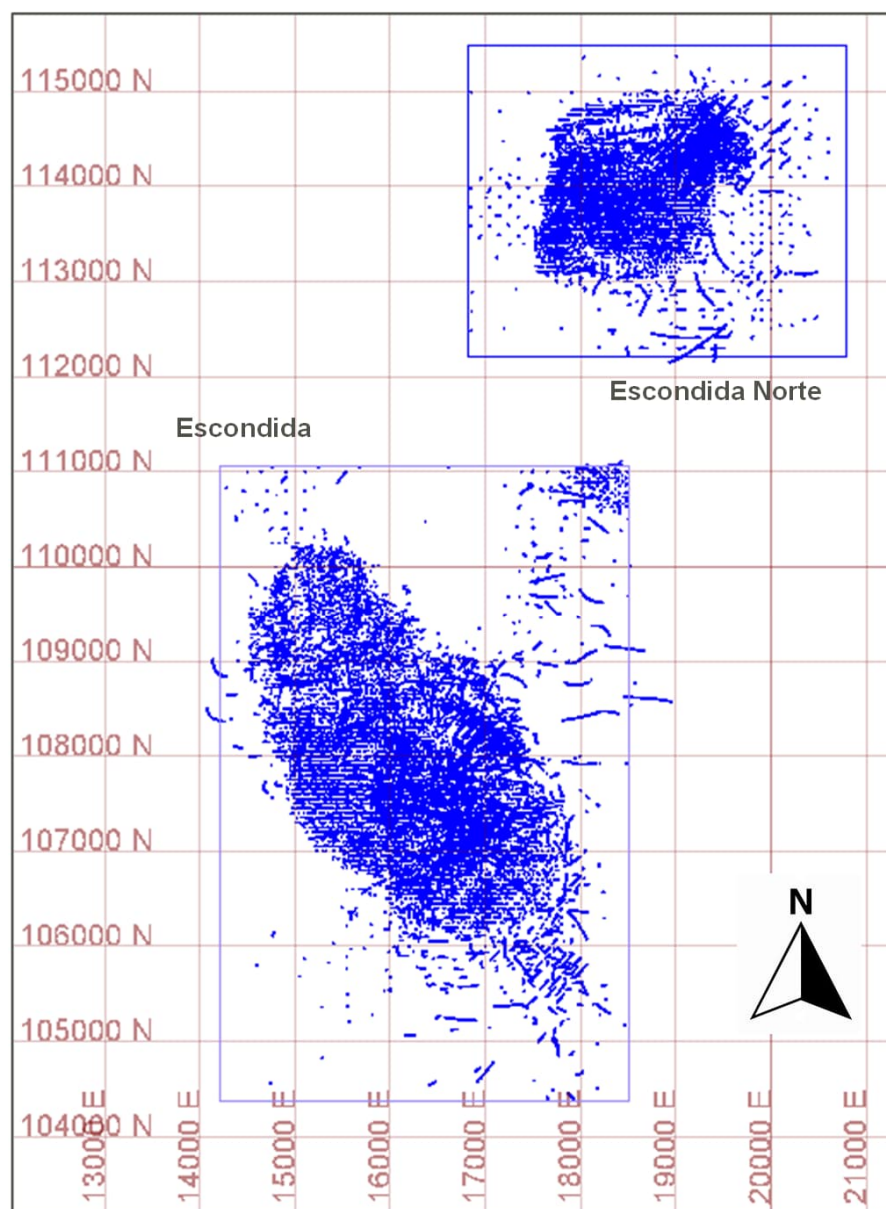 115000 N
114000 N
113000 N
112000 N
Escondida Norte
Escondida
111000 N
110000 N
109000 N
108000 N
107000 N
N
106000 N
105000 N
104000 N
13000 E
14000 E
15000 E
16000 E
17000 E
18000 E
19000 E
20000 E
21000 E